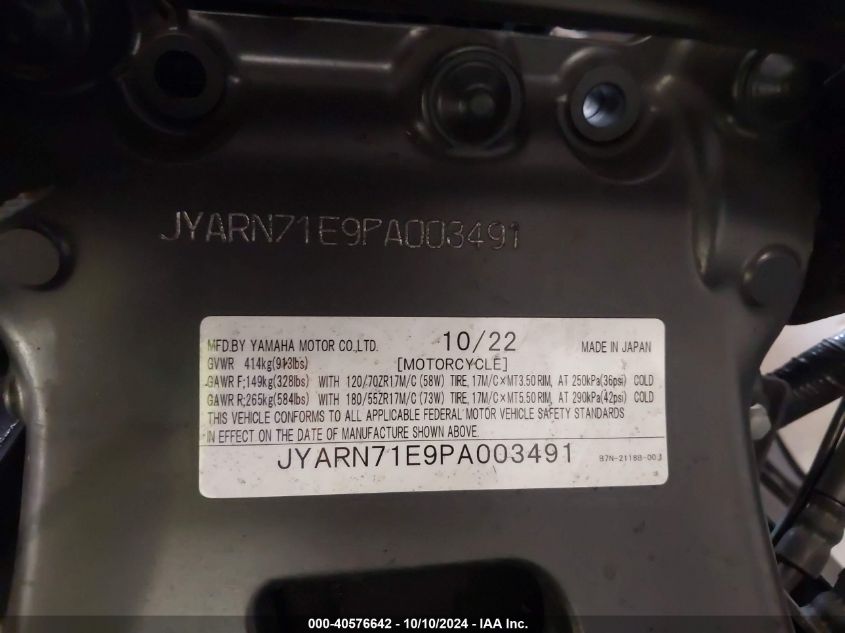 JYARN71E9PA003491
MFD.BY YAMAHA MOTOR CO.,LTD. 10/22 MADE IN JAPAN
GVWR 414kg(913lbs) [MOTORCYCLE]
GAWR F;149kg(328lbs) WITH 120/70ZR17M/C (58W) TIRE, 17M/C×MT3.50 RIM, AT 250kPa(36psi) COLD
GAWR R;265kg(584lbs) WITH 180/55ZR17M/C (73W) TIRE, 17M/C×MT5.50 RIM, AT 290kPa(42psi) COLD
THIS VEHICLE CONFORMS TO ALL APPLICABLE FEDERAL MOTOR VEHICLE SAFETY STANDARDS
IN EFFECT ON THE DATE OF MANUFACTURE SHOWN ABOVE.
JYARN71E9PA003491 B7N-2118B-00
000-40576642 - 10/10/2024 - IAA Inc.